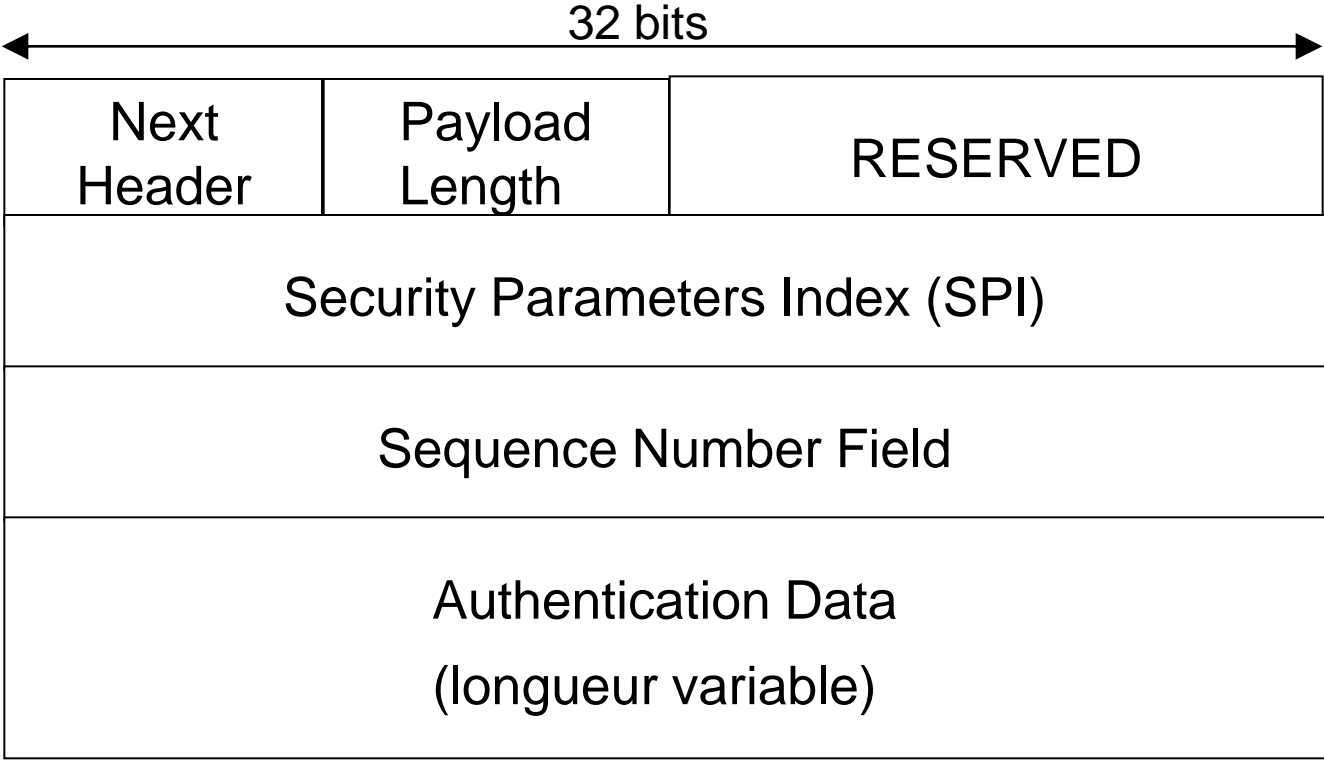 32 bits
Next
Header
Payload
Length
RESERVED
Security Parameters Index (SPI)
Sequence Number Field
Authentication Data
(longueur variable)